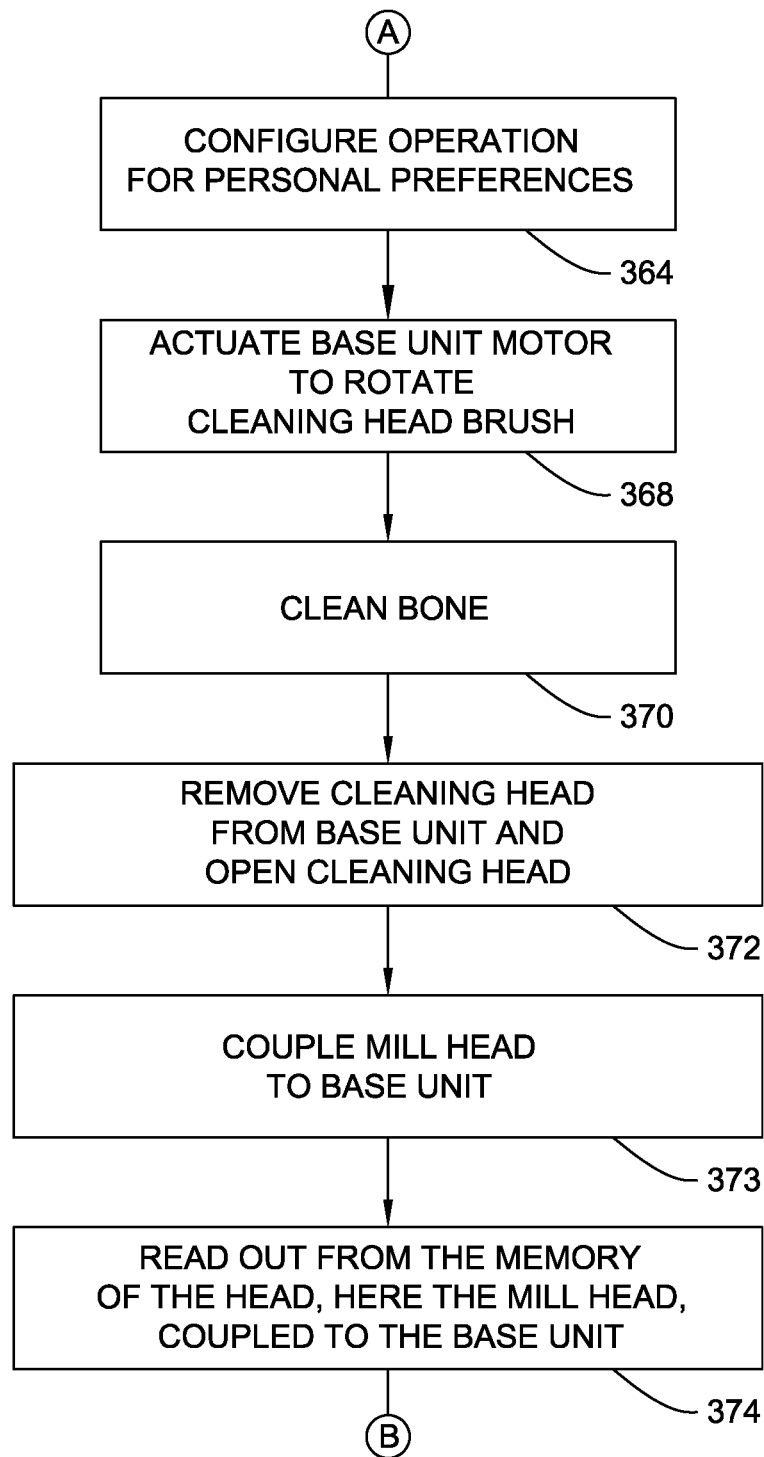 A
CONFIGURE OPERATION
FOR PERSONAL PREFERENCES
364
ACTUATE BASE UNIT MOTOR
TO ROTATE
CLEANING HEAD BRUSH
368
CLEAN BONE
370
REMOVE CLEANING HEAD
FROM BASE UNIT AND
OPEN CLEANING HEAD
372
COUPLE MILL HEAD
TO BASE UNIT
373
READ OUT FROM THE MEMORY
OF THE HEAD, HERE THE MILL HEAD,
COUPLED TO THE BASE UNIT
374
B